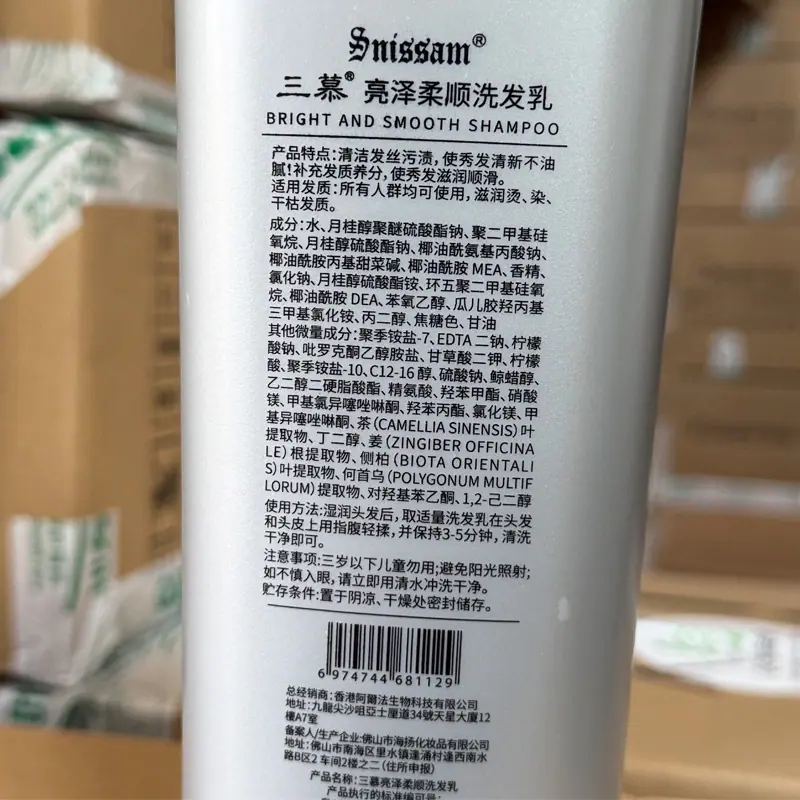 Snissam®
三慕® 亮泽柔顺洗发乳
BRIGHT AND SMOOTH SHAMPOO
产品特点:清洁发丝污渍,使秀发清新不油
腻!补充发质养分,使秀发滋润顺滑。
适用发质:所有人群均可使用,滋润烫、染、
干枯发质。
成分:水、月桂醇聚醚硫酸酯钠、聚二甲基硅
氧烷、月桂醇硫酸酯钠、椰油酰氨基丙酸钠、
椰油酰胺丙基甜菜碱、椰油酰胺 MEA、香精、
氯化钠、月桂醇硫酸酯铵、环五聚二甲基硅氧
烷、椰油酰胺 DEA、苯氧乙醇、瓜儿胶羟丙基
三甲基氯化铵、丙二醇、焦糖色、甘油
其他微量成分:聚季铵盐-7、EDTA 二钠、柠檬
酸钠、吡罗克酮乙醇胺盐、甘草酸二钾、柠檬
酸、聚季铵盐-10、C12-16 醇、硫酸钠、鲸蜡醇、
乙二醇二硬脂酸酯、精氨酸、羟苯甲酯、硝酸
镁、甲基氯异噻唑啉酮、羟苯丙酯、氯化镁、甲
基异噻唑啉酮、茶(CAMELLIA SINENSIS)叶
提取物、丁二醇、姜(ZINGIBER OFFICINA
LE)根提取物、侧柏(BIOTA ORIENTALI
S)叶提取物、何首乌(POLYGONUM MULTIF
LORUM)提取物、对羟基苯乙酮、1,2-己二醇
使用方法:湿润头发后,取适量洗发乳在头发
和头皮上用指腹轻揉,并保持3-5分钟,清洗
干净即可。
注意事项:三岁以下儿童勿用;避免阳光照射;
如不慎入眼,请立即用清水冲洗干净。
贮存条件:置于阴凉、干燥处密封储存。
6 974744 681129
总经销商:香港阿爾法生物科技有限公司
地址:九龍尖沙咀亞士厘道34號天星大廈12
樓A7室
备案人/生产企业:佛山市海扬化妆品有限公司
地址:佛山市南海区里水镇逢涌村逢西南水
路B区2 车间2楼之二(住所申报)
产品名称:三慕亮泽柔顺洗发乳
产品执行的标准编号: